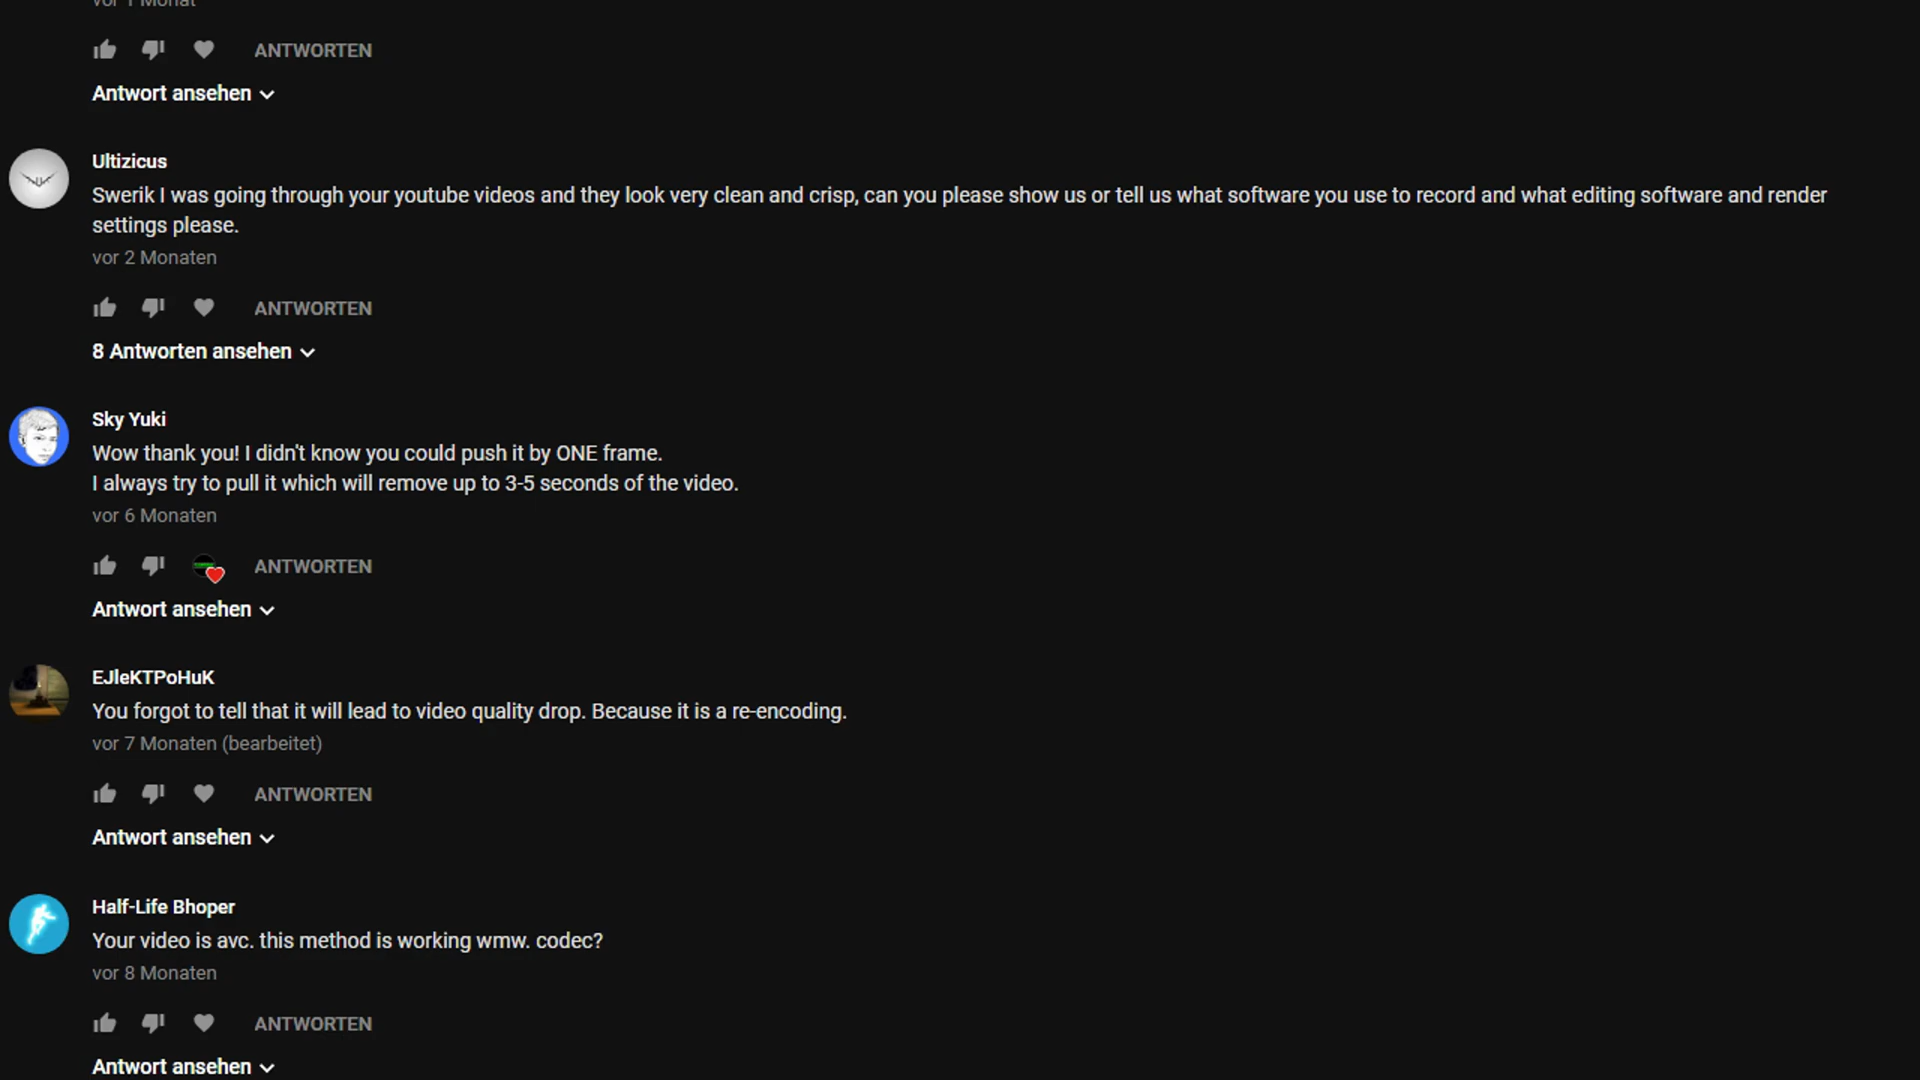 vor 1 Monat
ANTWORTEN
Antwort ansehen
Ultizicus
Swerik I was going through your youtube videos and they look very clean and crisp, can you please show us or tell us what software you use to record and what editing software and render
settings please.
vor 2 Monaten
ANTWORTEN
8 Antworten ansehen
Sky Yuki
Wow thank you! I didn't know you could push it by ONE frame.
I always try to pull it which will remove up to 3-5 seconds of the video.
vor 6 Monaten
ANTWORTEN
Antwort ansehen
EJleKTPoHuK
You forgot to tell that it will lead to video quality drop. Because it is a re-encoding.
vor 7 Monaten (bearbeitet)
ANTWORTEN
Antwort ansehen
Half-Life Bhoper
Your video is avc. this method is working wmw. codec?
vor 8 Monaten
ANTWORTEN
Antwort ansehen